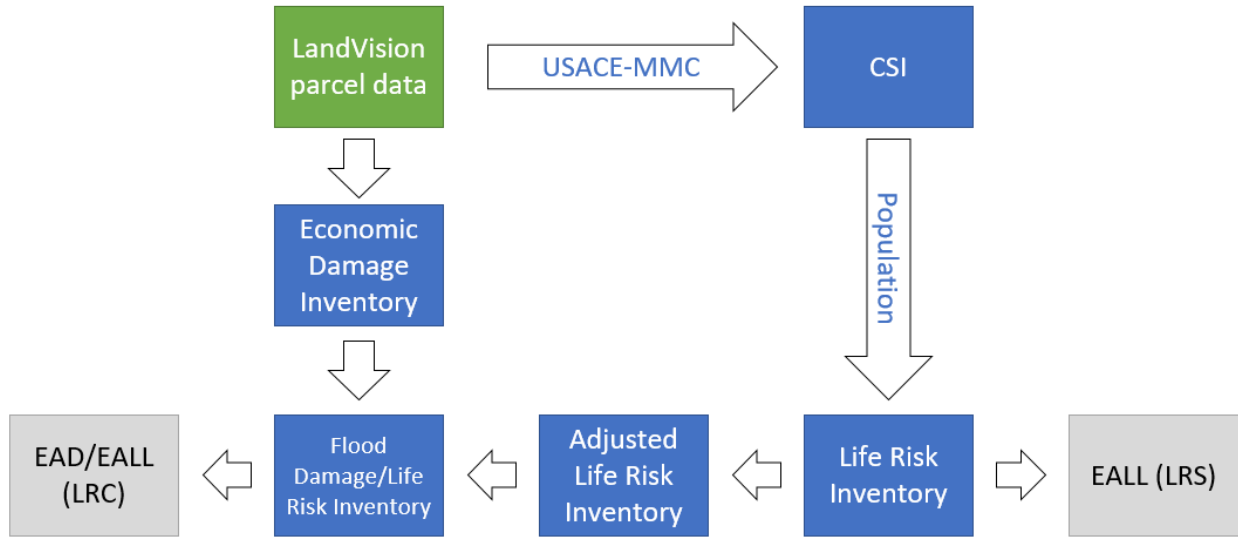 LandVision
parcel data
USACE-MMC
CSI
Population
Economic
Damage
Inventory
EAD/EALL
(LRC)
Flood
Damage/Life
Risk Inventory
Adjusted
Life Risk
Inventory
Life Risk
Inventory
EALL (LRS)